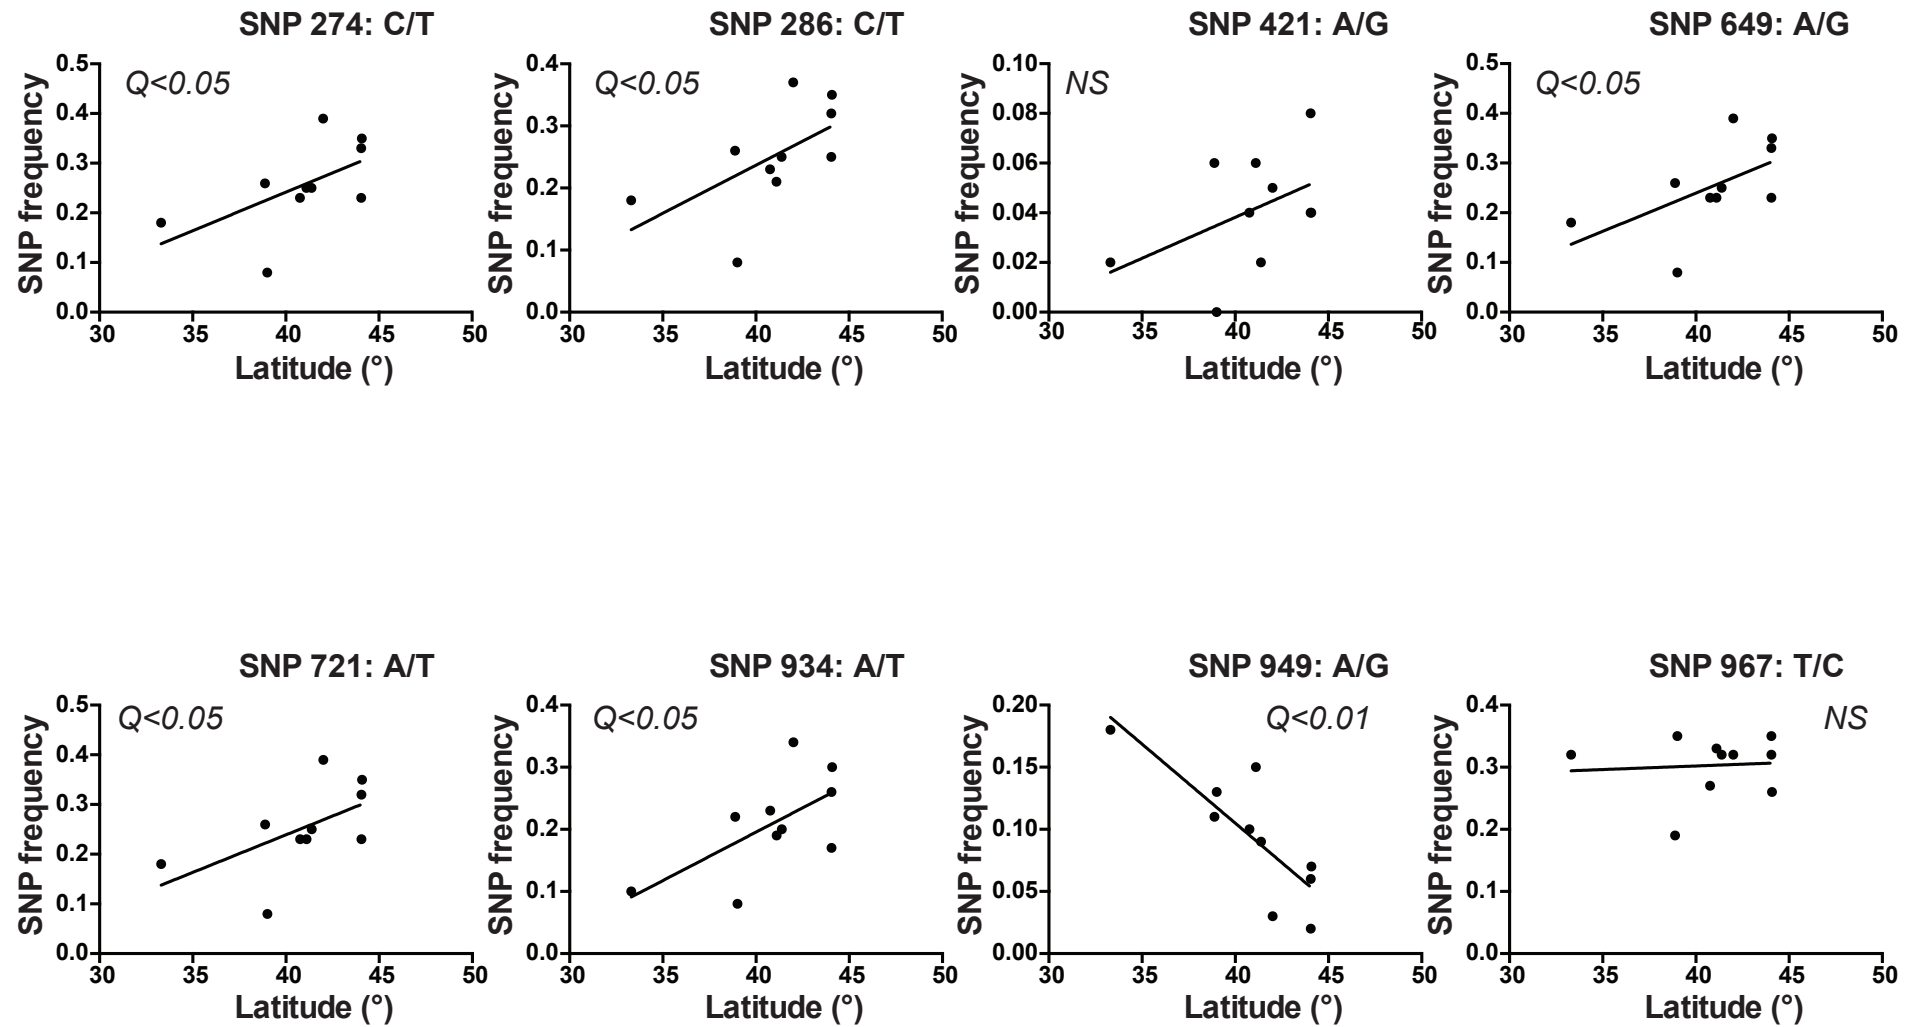 SNP 274: C/T
SNP frequency
0.5
0.4
0.3
0.2
0.1
0.0
Q<0.05
30 35 40 45 50
Latitude (°)
SNP 286: C/T
SNP frequency
0.4
0.3
0.2
0.1
0.0
Q<0.05
30 35 40 45 50
Latitude (°)
SNP 421: A/G
SNP frequency
0.10
0.08
0.06
0.04
0.02
0.00
NS
30 35 40 45 50
Latitude (°)
SNP 649: A/G
SNP frequency
0.5
0.4
0.3
0.2
0.1
0.0
Q<0.05
30 35 40 45 50
Latitude (°)
SNP 721: A/T
SNP frequency
0.5
0.4
0.3
0.2
0.1
0.0
Q<0.05
30 35 40 45 50
Latitude (°)
SNP 934: A/T
SNP frequency
0.4
0.3
0.2
0.1
0.0
Q<0.05
30 35 40 45 50
Latitude (°)
SNP 949: A/G
SNP frequency
0.20
0.15
0.10
0.05
0.00
Q<0.01
30 35 40 45 50
Latitude (°)
SNP 967: T/C
SNP frequency
0.4
0.3
0.2
0.1
0.0
NS
30 35 40 45 50
Latitude (°)